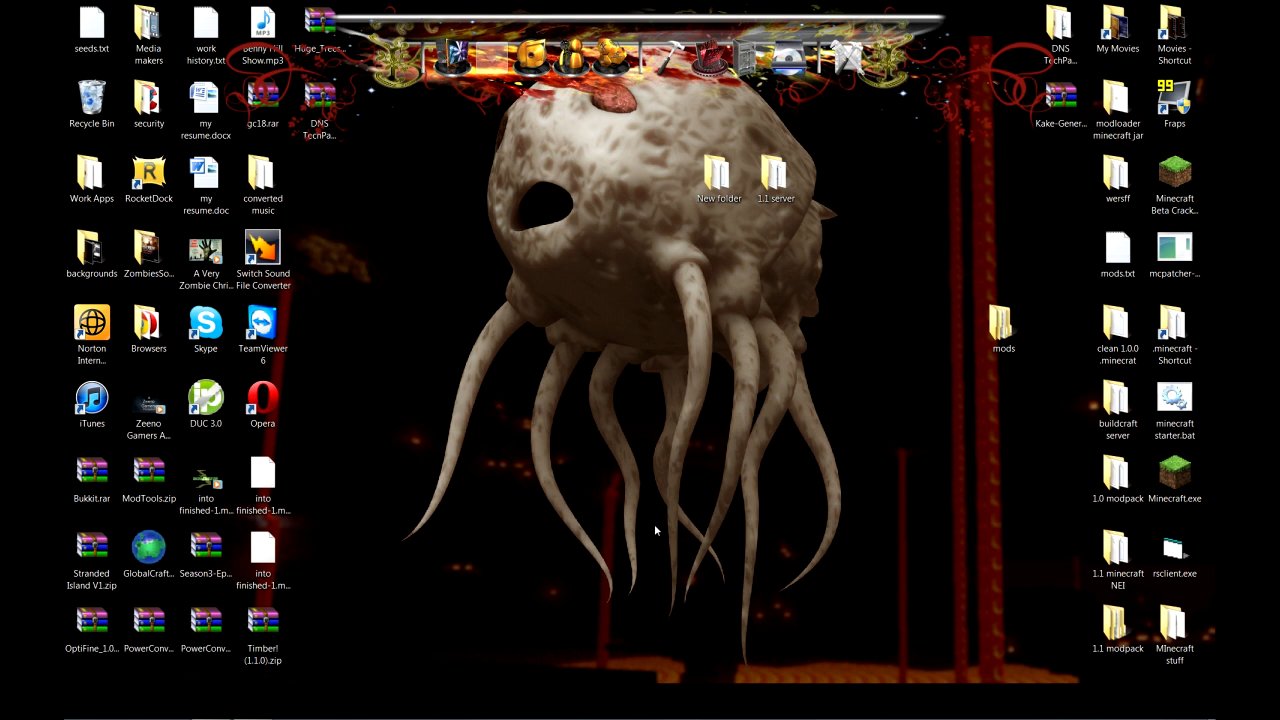 seeds.txt
Media
makers
work
history.txt
Benny Hill
Show.mp3
Huge_Trees...
DNS
TechPa...
My Movies
Movies -
Shortcut
MP3
Recycle Bin
security
my
resume.docx
gc18.rar
DNS
TechPa...
Kake-Gener...
modloader
minecraft jar
99
Fraps
Work Apps
R
RocketDock
my
resume.doc
converted
music
New folder
1.1 server
wersff
Minecraft
Beta Crack...
backgrounds
ZombiesSo...
A Very
Zombie Chri...
Switch Sound
File Converter
mods.txt
mcpatcher-...
Norton
Intern...
Browsers
Skype
TeamViewer
6
mods
clean 1.0.0
.minecrat
.minecraft -
Shortcut
iTunes
Zeeno
Gamers A...
DUC 3.0
Opera
buildcraft
server
minecraft
starter.bat
Bukkit.rar
ModTools.zip
into
finished-1.m...
into
finished-1.m...
1.0 modpack
Minecraft.exe
Stranded
Island V1.zip
GlobalCraft...
Season3-Ep...
into
finished-1.m...
1.1 minecraft
NEI
rsclient.exe
OptiFine_1.0...
PowerConv...
PowerConv...
Timber!
(1.1.0).zip
1.1 modpack
MInecraft
stuff